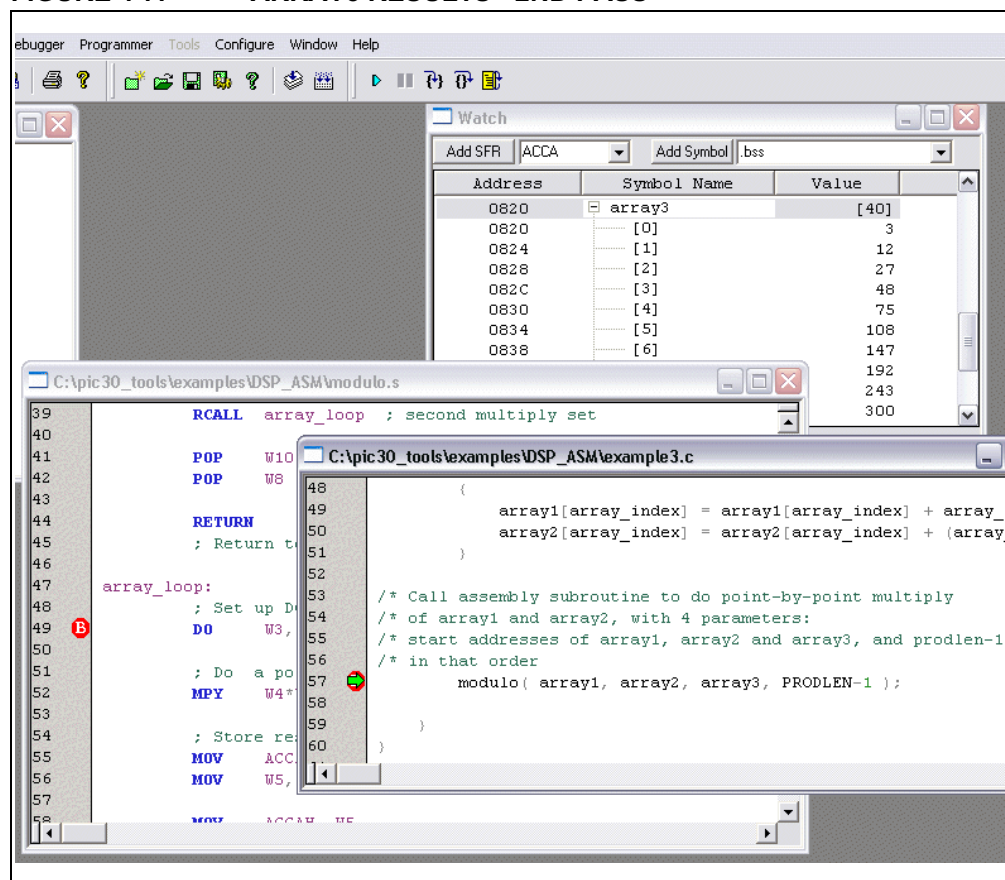 ebugger Programmer Tools Configure Window Help
Watch
Add SFR ACCA Add Symbol .bss
Address Symbol Name Value
0820 array3 [40]
0820 [0] 3
0824 [1] 12
0828 [2] 27
082C [3] 48
0830 [4] 75
0834 [5] 108
0838 [6] 147
192
243
300
C:\pic30_tools\examples\DSP_ASM\modulo.s
39 RCALL array_loop ; second multiply set
40
41 POP W10
42 POP W8
43
44 RETURN
45 ; Return t
46
47 array_loop:
48 ; Set up D
49 B DO W3,
50
51 ; Do a po
52 MPY W4*
53
54 ; Store re
55 MOV ACC
56 MOV W5,
57
58 MOV ACCAH W5
C:\pic30_tools\examples\DSP_ASM\example3.c
48 {
49 array1[array_index] = array1[array_index] + array_
50 array2[array_index] = array2[array_index] + (array
51 }
52
53 /* Call assembly subroutine to do point-by-point multiply
54 /* of array1 and array2, with 4 parameters:
55 /* start addresses of array1, array2 and array3, and prodlen-1
56 /* in that order
57 modulo( array1, array2, array3, PRODLEN-1 );
58
59 }
60 }